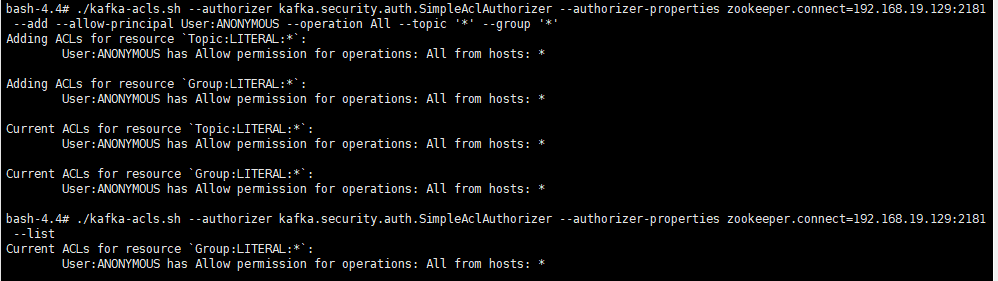 bash-4.4# ./kafka-acls.sh --authorizer kafka.security.auth.SimpleAclAuthorizer --authorizer-properties zookeeper.connect=192.168.19.129:2181
 --add --allow-principal User:ANONYMOUS --operation All --topic '*' --group '*'
Adding ACLs for resource `Topic:LITERAL:*`:
        User:ANONYMOUS has Allow permission for operations: All from hosts: *

Adding ACLs for resource `Group:LITERAL:*`:
        User:ANONYMOUS has Allow permission for operations: All from hosts: *

Current ACLs for resource `Topic:LITERAL:*`:
        User:ANONYMOUS has Allow permission for operations: All from hosts: *

Current ACLs for resource `Group:LITERAL:*`:
        User:ANONYMOUS has Allow permission for operations: All from hosts: *

bash-4.4# ./kafka-acls.sh --authorizer kafka.security.auth.SimpleAclAuthorizer --authorizer-properties zookeeper.connect=192.168.19.129:2181
 --list
Current ACLs for resource `Group:LITERAL:*`:
        User:ANONYMOUS has Allow permission for operations: All from hosts: *